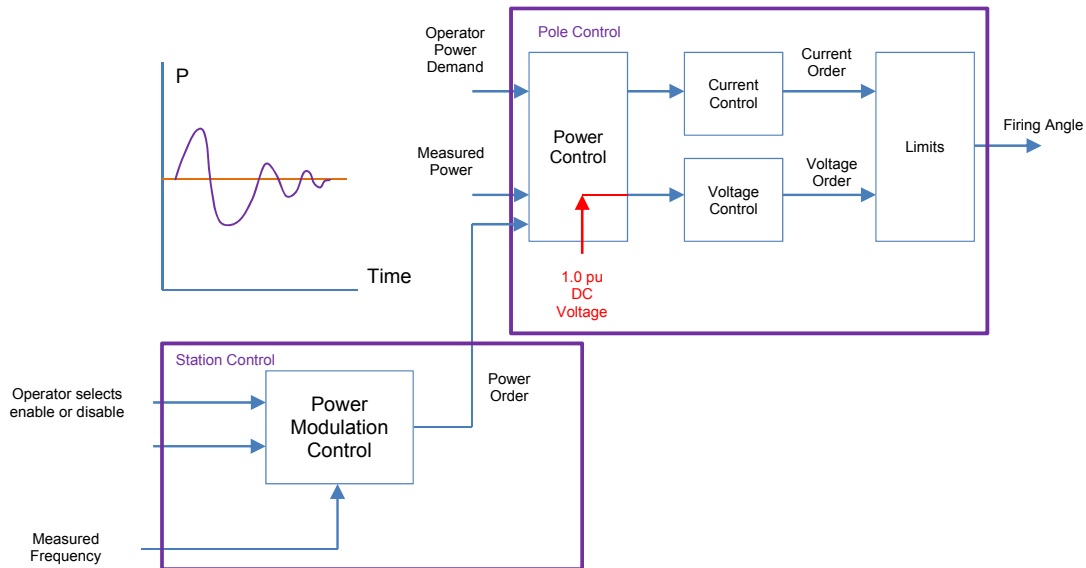 Pole Control
Operator
Power
Demand
Current
Order
P
Current
Control
Firing Angle
Power
Control
Limits
Measured
Power
Voltage
Order
Voltage
Control
Time
1.0 pu
DC
Voltage
Station Control
Operator selects
enable or disable
Power
Modulation
Control
Power
Order
Measured
Frequency